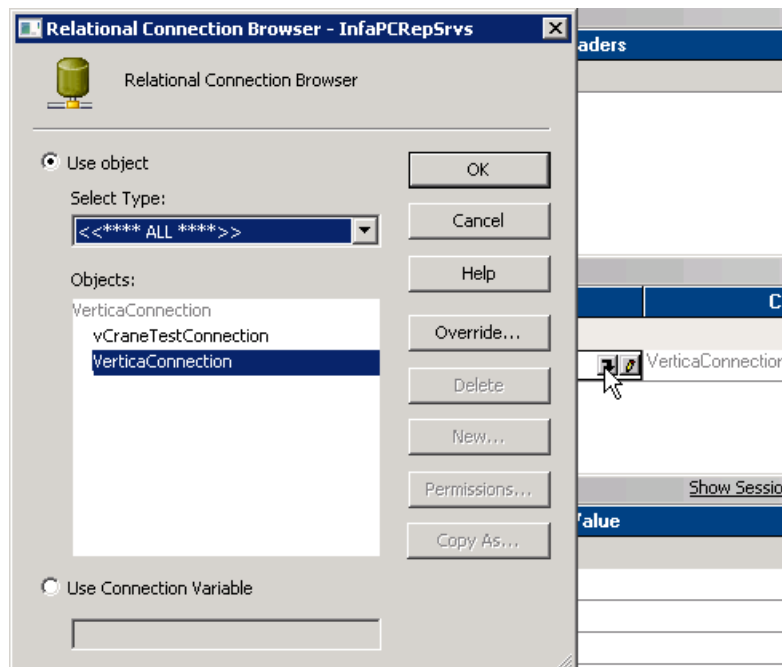 Relational Connection Browser - InfaPCRepSrvs
aders
Relational Connection Browser
Use object
OK
Select Type:
<<**** ALL ****>>
Cancel
Help
Objects:
VerticaConnection
C
vCraneTestConnection
Override...
VerticaConnection
VerticaConnection
Delete
New...
Permissions...
Show Sessio
Value
Copy As...
Use Connection Variable